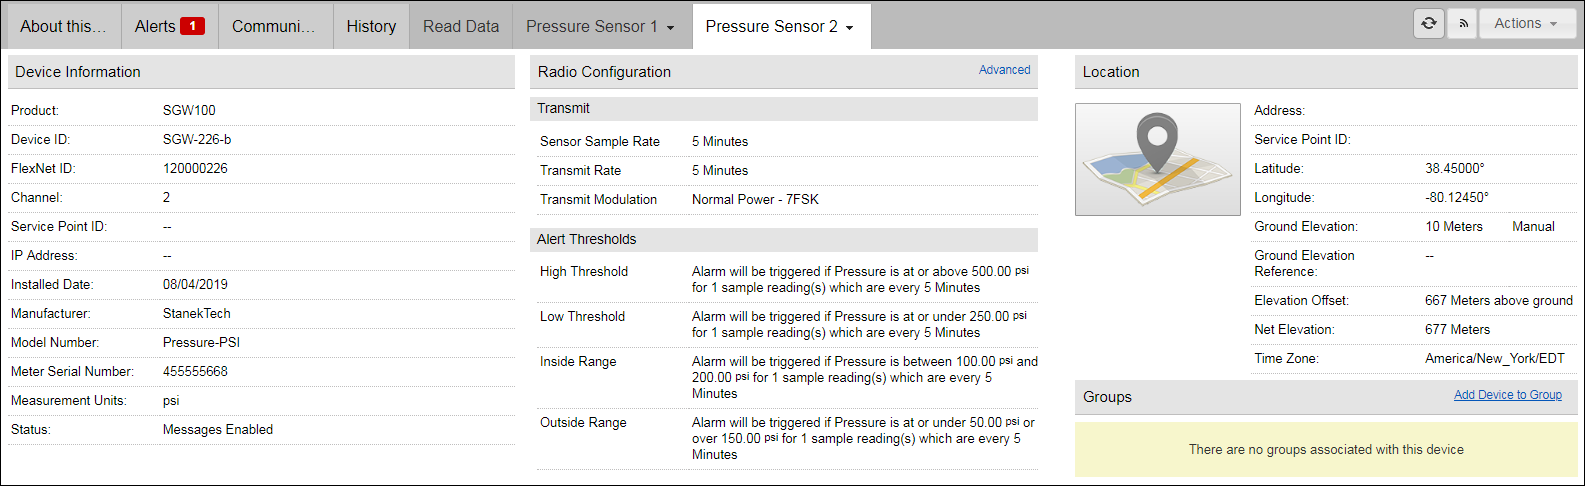 About this...
Alerts 1
Communi...
History
Read Data
Pressure Sensor 1
Pressure Sensor 2
Actions
Device Information
Product: SGW100
Device ID: SGW-226-b
FlexNet ID: 120000226
Channel: 2
Service Point ID: --
IP Address: --
Installed Date: 08/04/2019
Manufacturer: StanekTech
Model Number: Pressure-PSI
Meter Serial Number: 455555668
Measurement Units: psi
Status: Messages Enabled
Radio Configuration Advanced
Transmit
Sensor Sample Rate 5 Minutes
Transmit Rate 5 Minutes
Transmit Modulation Normal Power - 7FSK
Alert Thresholds
High Threshold Alarm will be triggered if Pressure is at or above 500.00 psi
for 1 sample reading(s) which are every 5 Minutes
Low Threshold Alarm will be triggered if Pressure is at or under 250.00 psi
for 1 sample reading(s) which are every 5 Minutes
Inside Range Alarm will be triggered if Pressure is between 100.00 psi and
200.00 psi for 1 sample reading(s) which are every 5
Minutes
Outside Range Alarm will be triggered if Pressure is at or under 50.00 psi or
over 150.00 psi for 1 sample reading(s) which are every 5
Minutes
Location
Address:
Service Point ID:
Latitude: 38.45000°
Longitude: -80.12450°
Ground Elevation: 10 Meters Manual
Ground Elevation --
Reference:
Elevation Offset: 667 Meters above ground
Net Elevation: 677 Meters
Time Zone: America/New_York/EDT
Groups Add Device to Group
There are no groups associated with this device